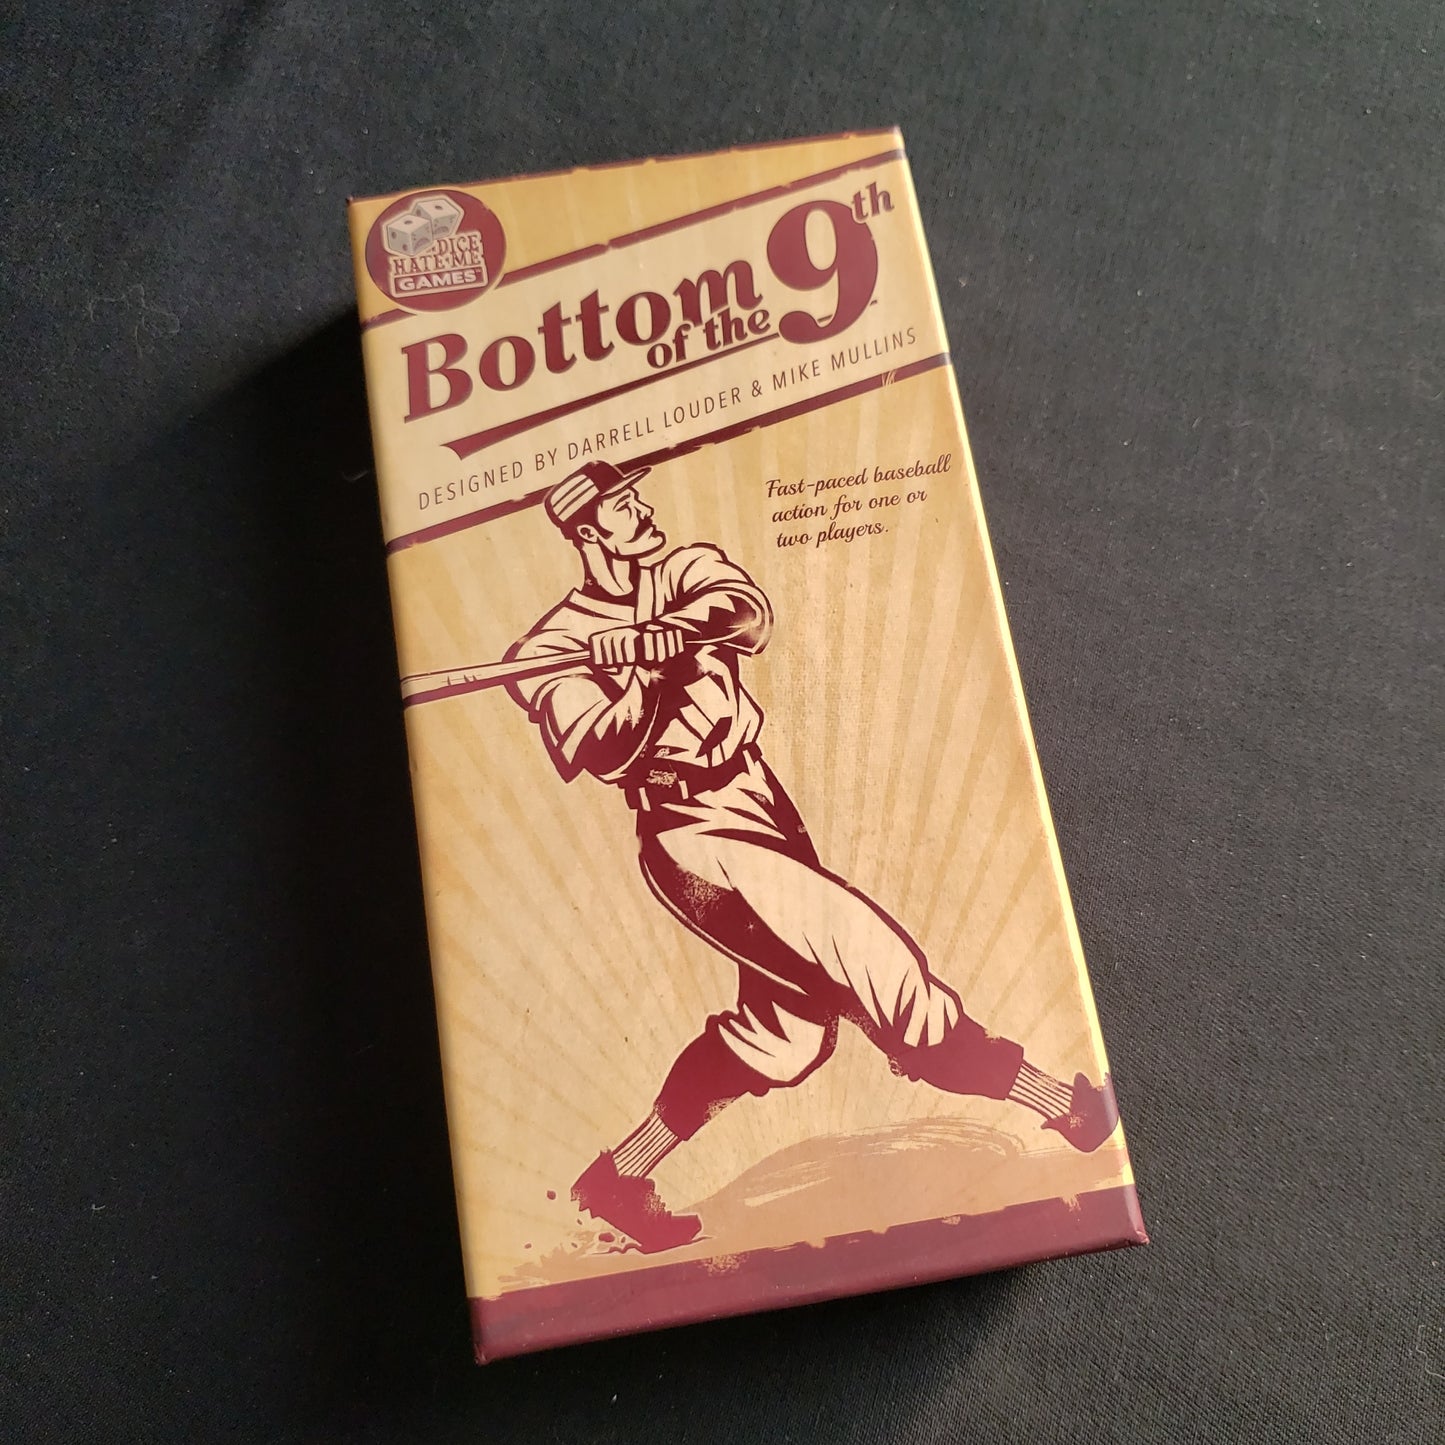 DICE
HATE ME
GAMES
Bottom
of the
9th
DESIGNED BY DARRELL LOUDER & MIKE MULLINS
Fast-paced baseball
action for one or
two players.